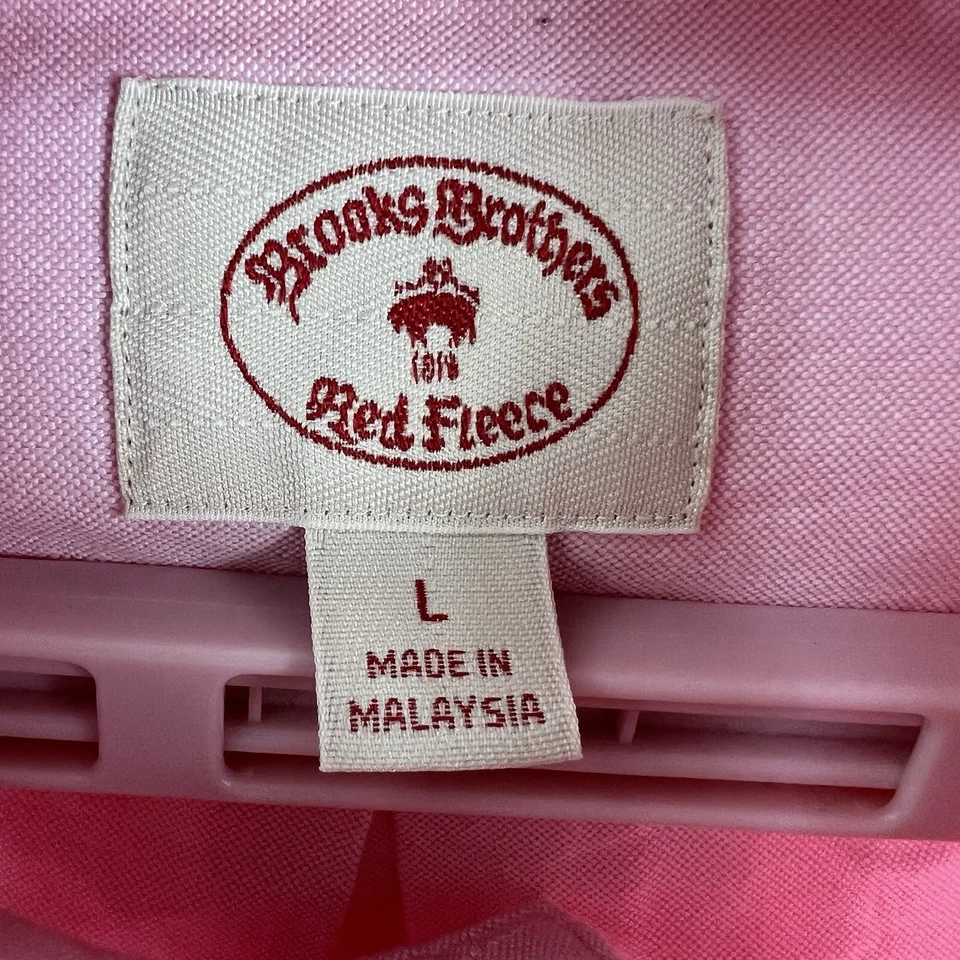 Brooks Brothers
1818
Red Fleece
L
MADE IN
MALAYSIA